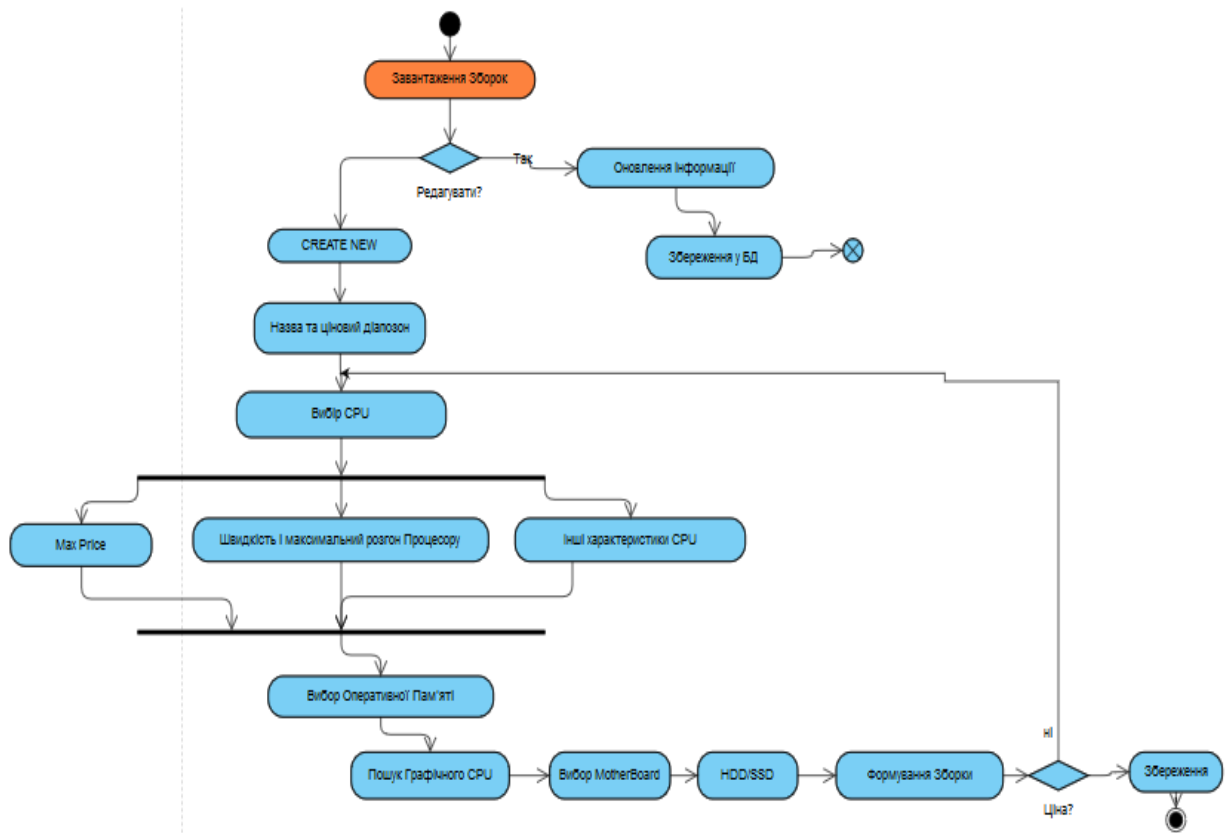 Завантаження Зборок
Так
Оновлення Інформації
Редагувати?
CREATE NEW
Збереження у БД
Назва та ціновий діапозон
Вибір CPU
Max Price
Швидкість і максимальний розгон Процесору
Інші характеристики CPU
Вибор Оперативної Пам'яті
ні
Пошук Графічного CPU
Вибор MotherBoard
HDD/SSD
Формування Зборки
Збереження
Ціна?